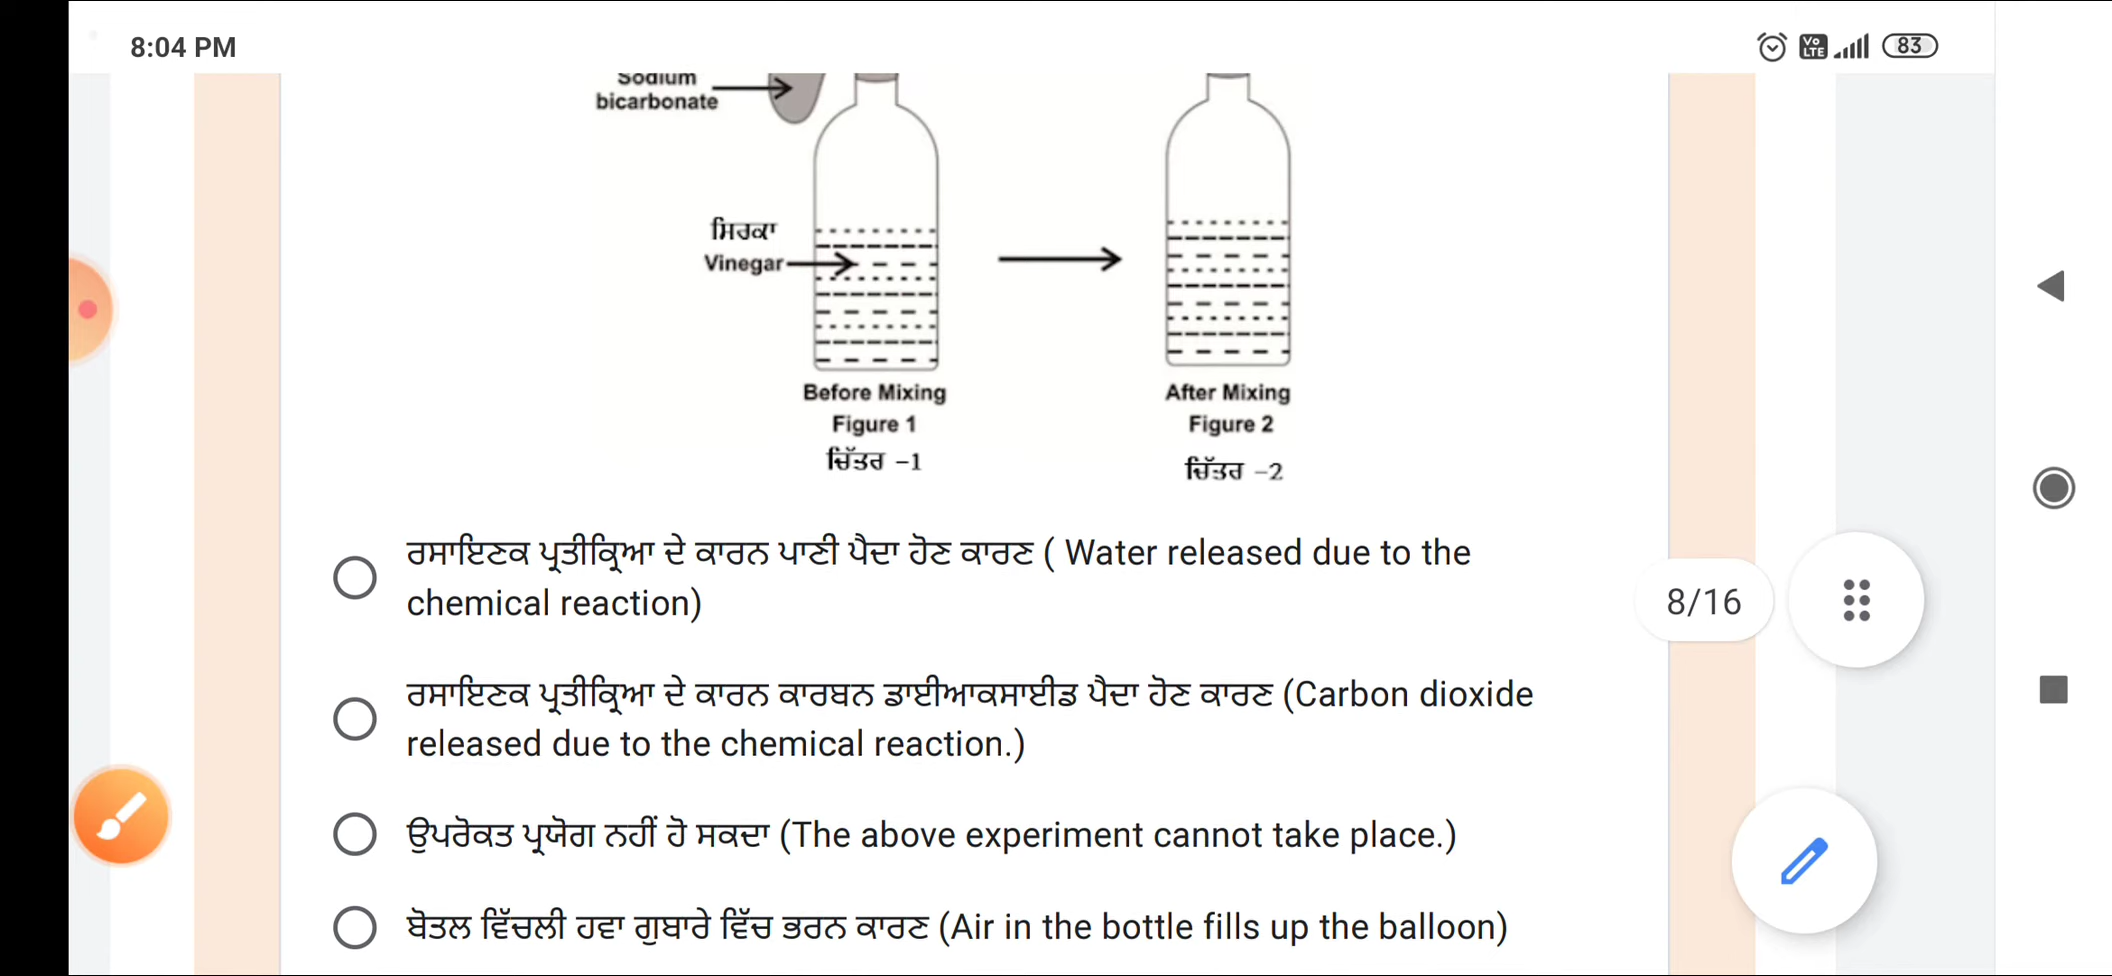 8:04 PM
Vo LTE 83
Sodium
bicarbonate
ਸਿਰਕਾ
Vinegar
Before Mixing
Figure 1
ਚਿੱਤਰ -1
After Mixing
Figure 2
ਚਿੱਤਰ -2
ਰਸਾਇਣਕ ਪ੍ਰਤੀਕ੍ਰਿਆ ਦੇ ਕਾਰਨ ਪਾਣੀ ਪੈਦਾ ਹੋਣ ਕਾਰਣ ( Water released due to the
chemical reaction)
8/16
ਰਸਾਇਣਕ ਪ੍ਰਤੀਕ੍ਰਿਆ ਦੇ ਕਾਰਨ ਕਾਰਬਨ ਡਾਈਆਕਸਾਈਡ ਪੈਦਾ ਹੋਣ ਕਾਰਣ (Carbon dioxide
released due to the chemical reaction.)
ਉਪਰੋਕਤ ਪ੍ਰਯੋਗ ਨਹੀਂ ਹੋ ਸਕਦਾ (The above experiment cannot take place.)
ਬੋਤਲ ਵਿੱਚਲੀ ਹਵਾ ਗੁਬਾਰੇ ਵਿੱਚ ਭਰਨ ਕਾਰਣ (Air in the bottle fills up the balloon)